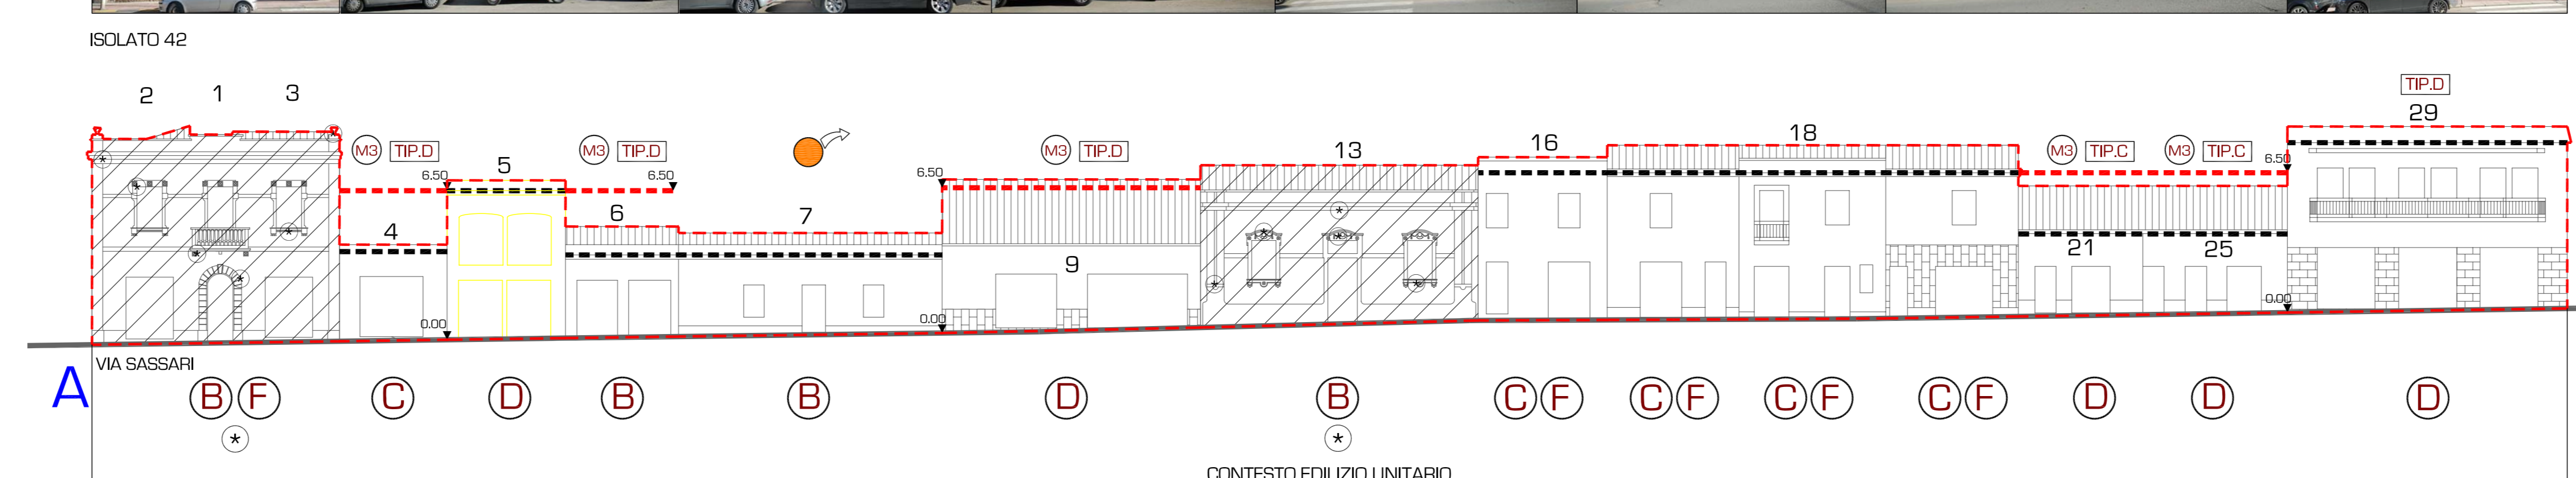 ISOLATO 42
2 1 3
M3 TIP.D
6.50
5
M3 TIP.D
6.50
4
6
7
6.50
M3 TIP.D
9
13
16
18
M3 TIP.C
M3 TIP.C
6.50
TIP.D
29
21
25
0.00
0.00
0.00
VIA SASSARI
A
B F C D B B D B C F C F C F C F D D D
* *
CONTESTO EDILIZIO UNITARIO